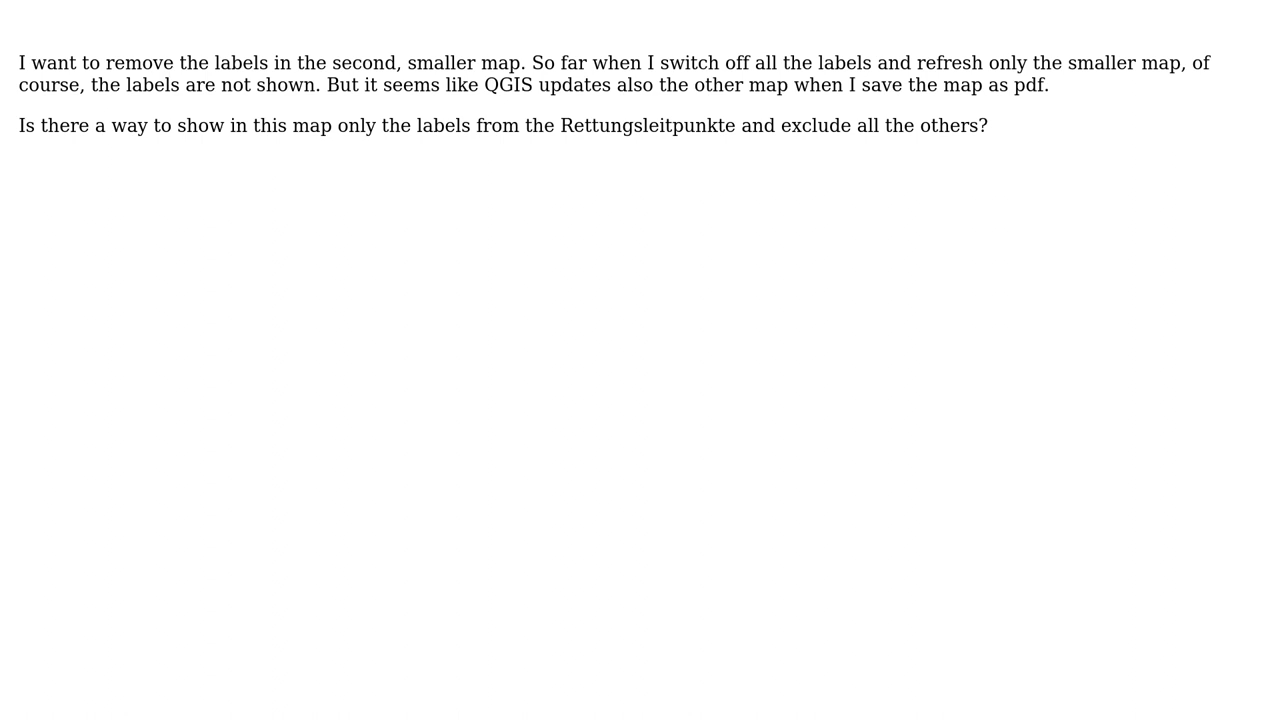 I want to remove the labels in the second, smaller map. So far when I switch off all the labels and refresh only the smaller map, of
course, the labels are not shown. But it seems like QGIS updates also the other map when I save the map as pdf.
Is there a way to show in this map only the labels from the Rettungsleitpunkte and exclude all the others?